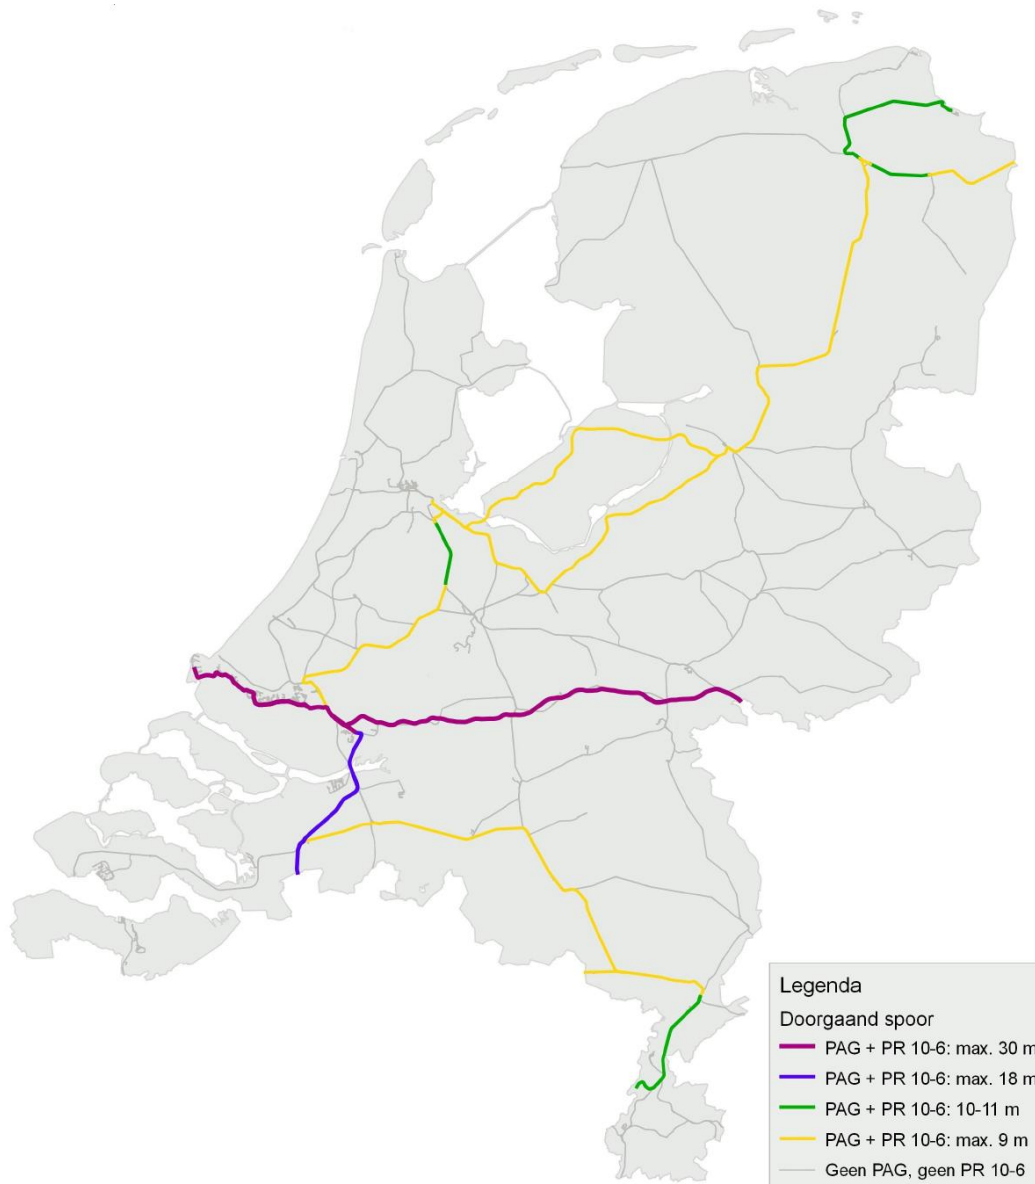 Legenda
Doorgaand spoor
PAG + PR 10-6: max. 30 m
PAG + PR 10-6: max. 18 m
PAG + PR 10-6: 10-11 m
PAG + PR 10-6: max. 9 m
Geen PAG, geen PR 10-6